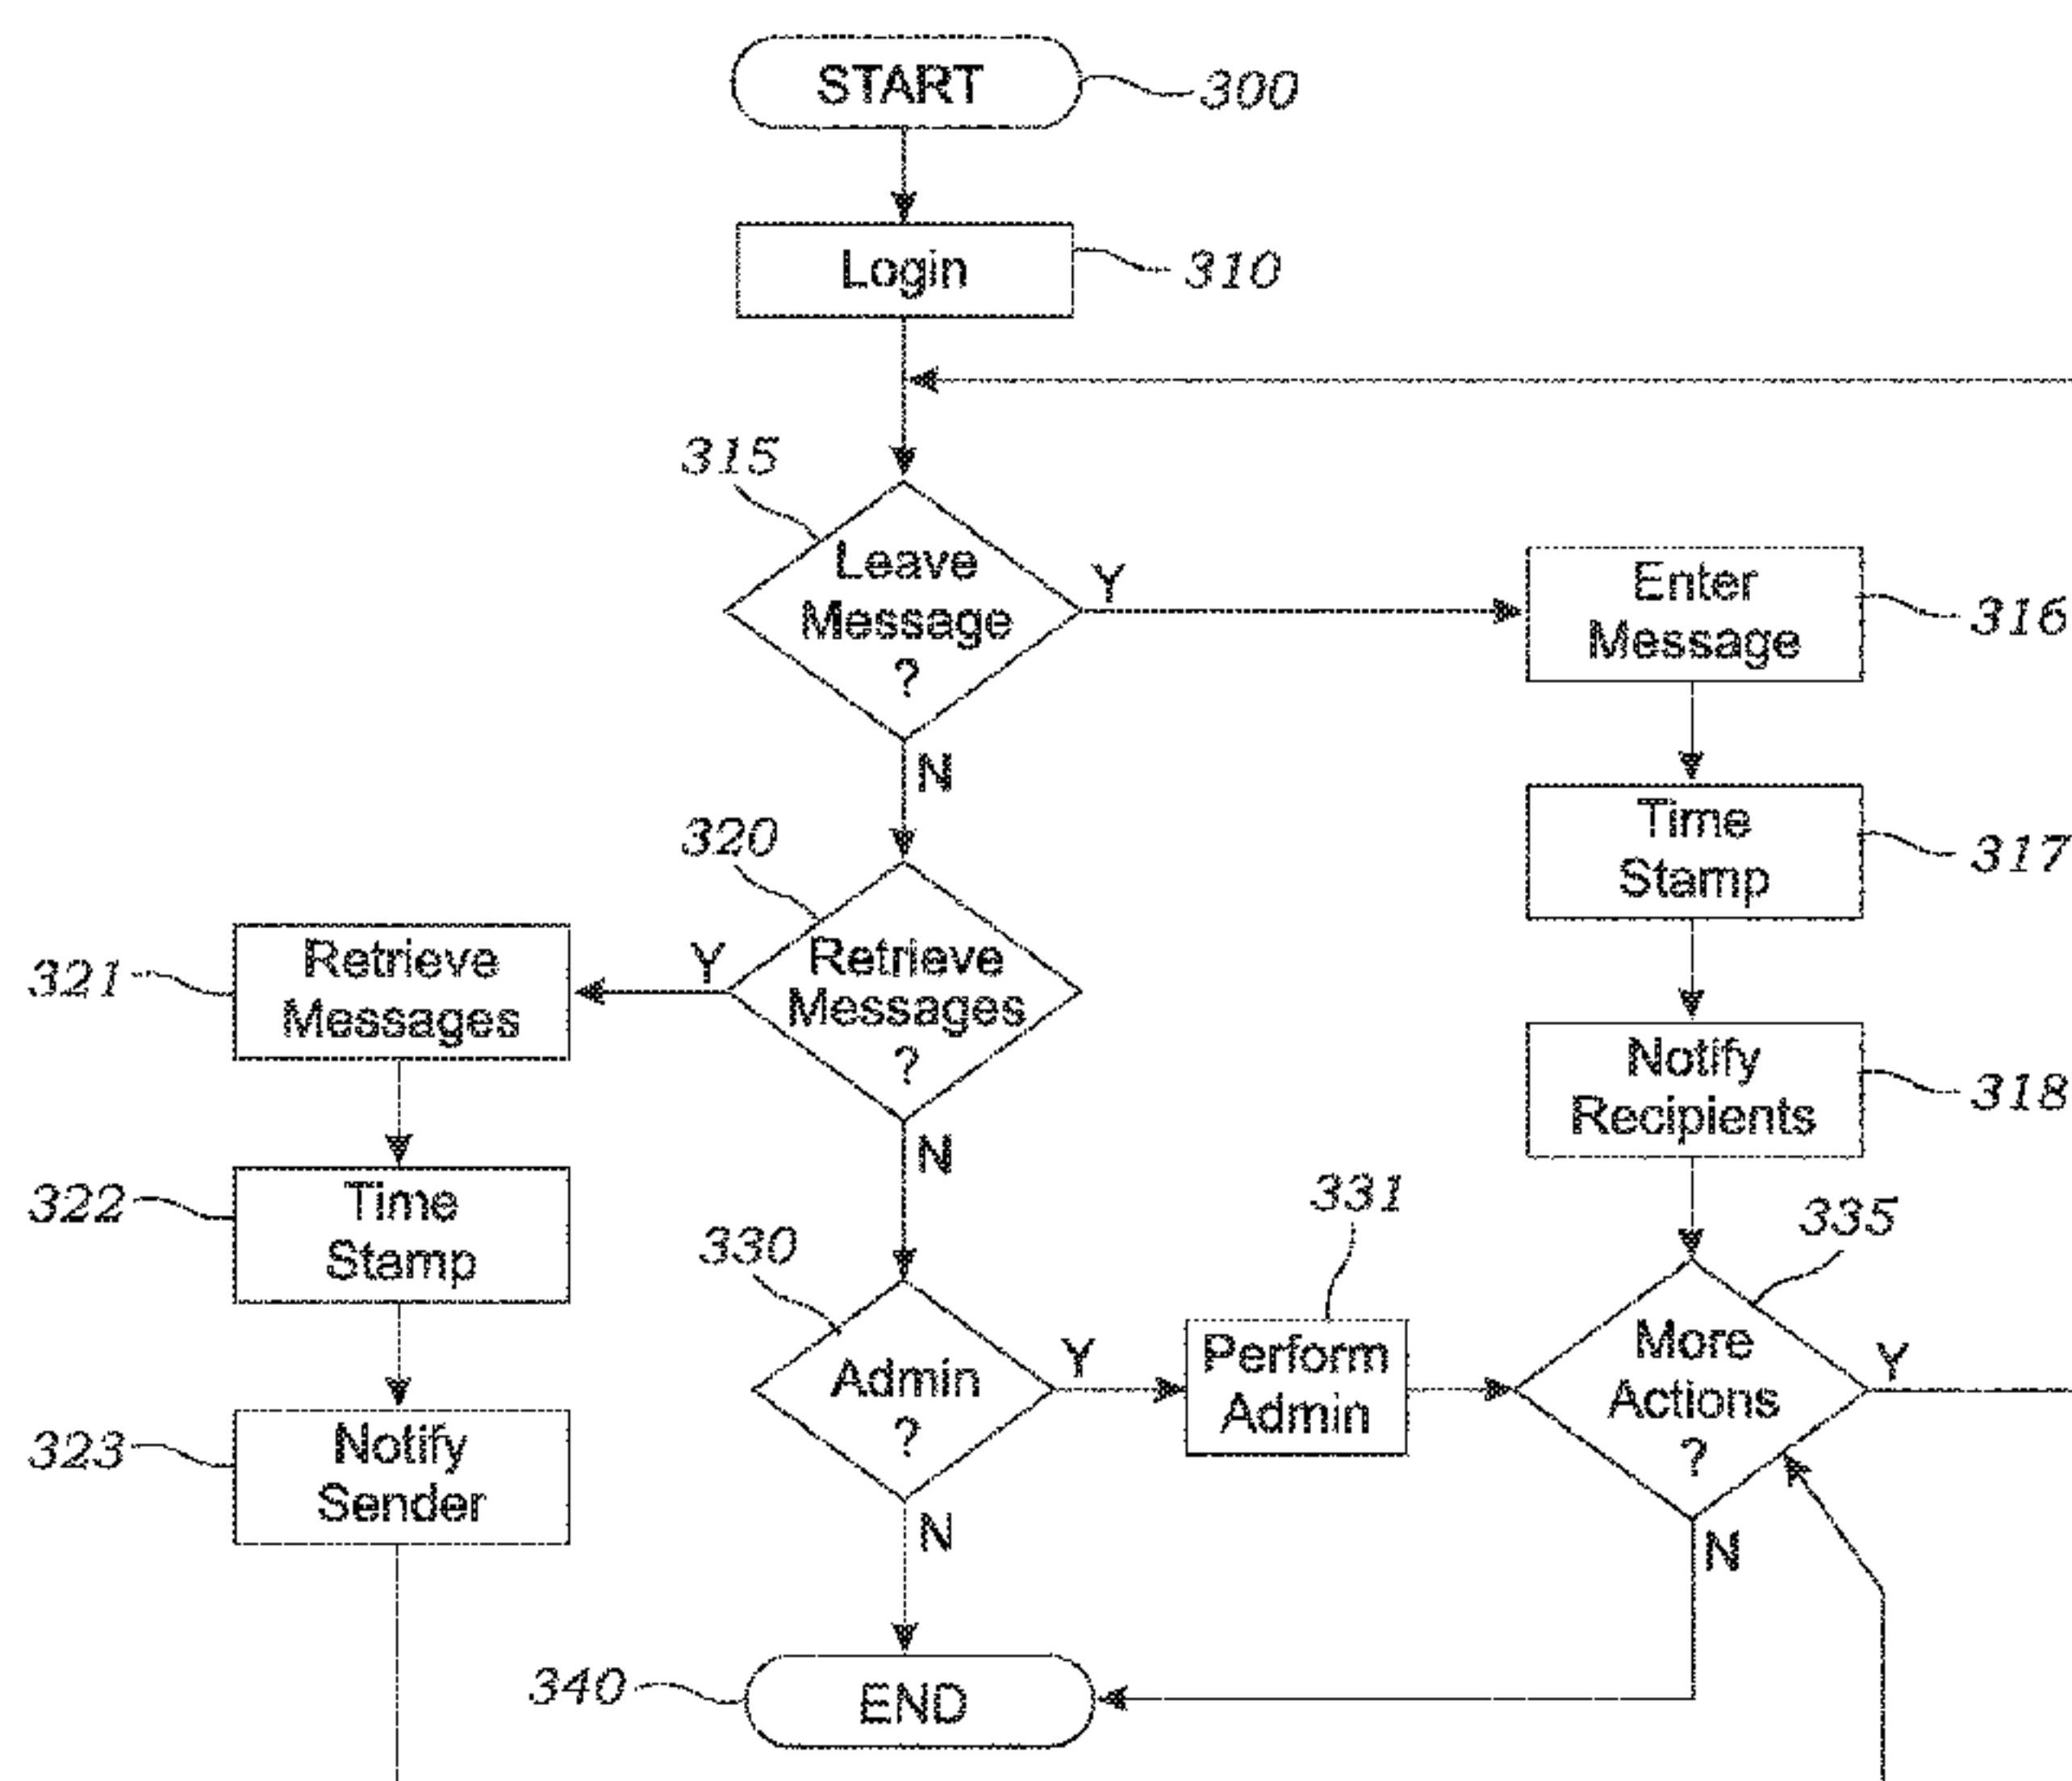 START
300
Login
310
315
Leave
Message
?
Y
N
Enter
Message
316
Time
Stamp
317
320
Retrieve
Messages
?
Y
N
Retrieve
Messages
321
Notify
Recipients
318
Time
Stamp
322
330
Admin
?
Y
N
331
Perform
Admin
335
More
Actions
?
Y
N
Notify
Sender
323
340
END